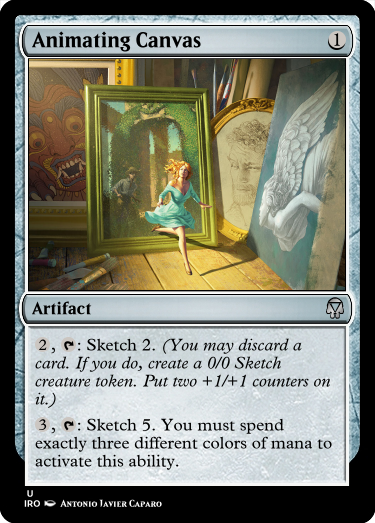 Animating Canvas 1
Artifact
2, : Sketch 2. (You may discard a
card. If you do, create a 0/0 Sketch
creature token. Put two +1/+1 counters on
it.)
3, : Sketch 5. You must spend
exactly three different colors of mana to
activate this ability.
U
IRO Antonio Javier Caparo